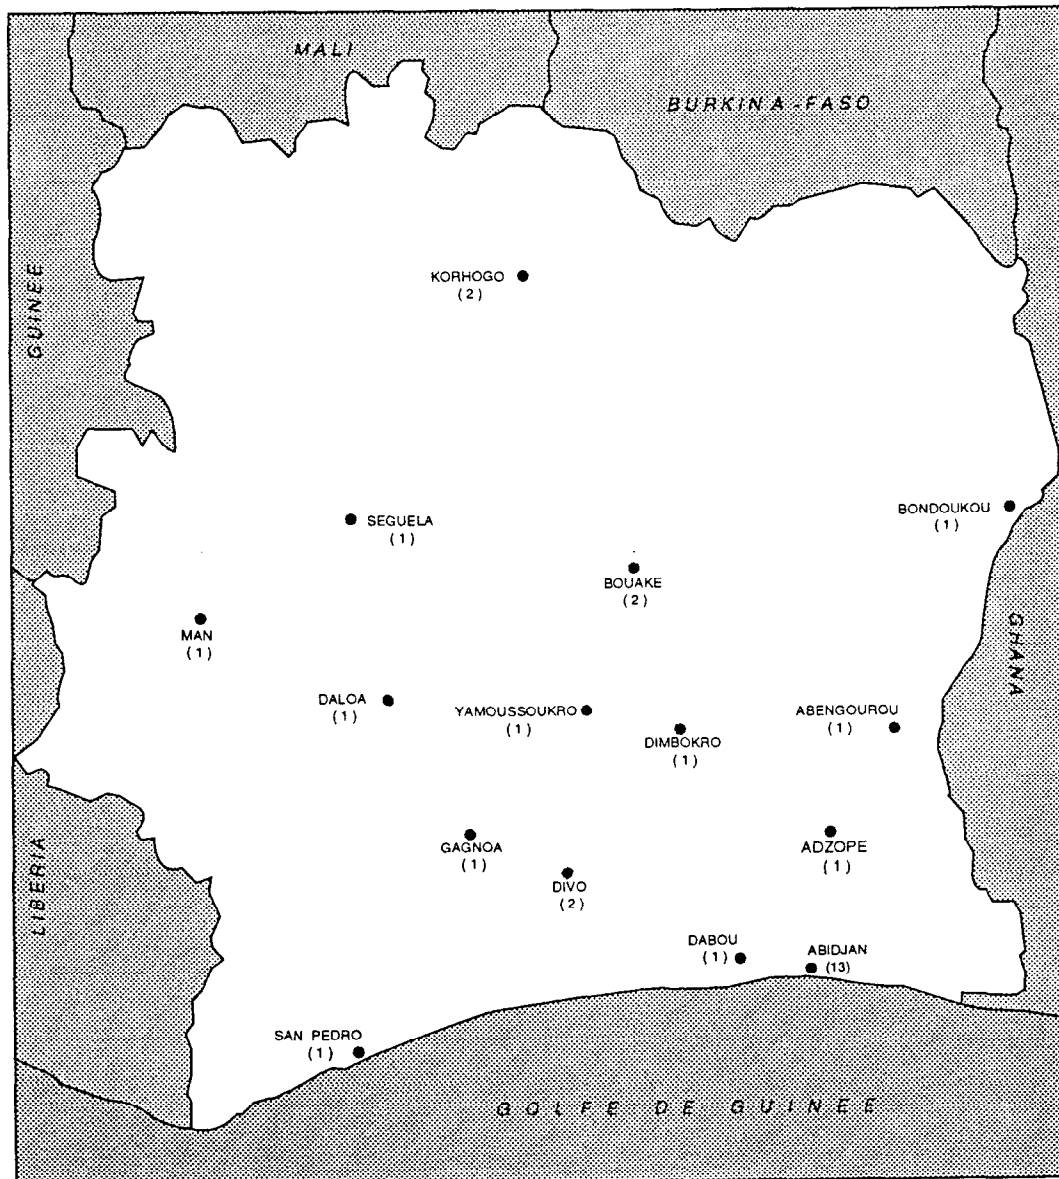 MALI
BURKINA-FASO
GUINEE
KORHOGO
(2)
SEGUELA
(1)
BONDOUKOU
(1)
BOUAKE
(2)
MAN
(1)
GHANA
DALOA
(1)
YAMOUSSOUKRO
(1)
DIMBOKRO
(1)
ABENGOUROU
(1)
LIBERIA
GAGNOA
(1)
ADZOPE
(1)
DIVO
(2)
DABOU
(1)
ABIDJAN
(13)
SAN PEDRO
(1)
GOLFE DE GUINEE